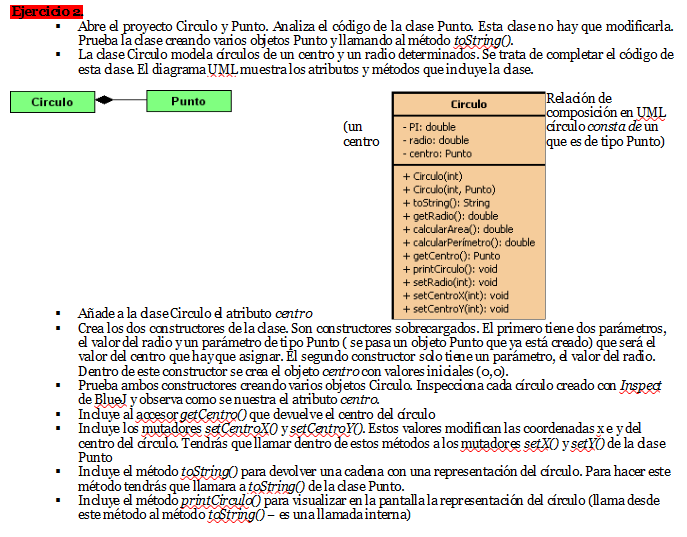 Ejercicio 2.
▪ Abre el proyecto Circulo y Punto. Analiza el código de la clase Punto. Esta clase no hay que modificarla.
Prueba la clase creando varios objetos Punto y llamando al método toString().
▪ La clase Circulo modela círculos de un centro y un radio determinados. Se trata de completar el código de
esta clase. El diagrama UML muestra los atributos y métodos que incluye la clase.
Circulo
Punto
(un
centro
Circulo
- PI: double
- radio: double
- centro: Punto
+ Circulo(int)
+ Circulo(int, Punto)
+ toString(): String
+ getRadio(): double
+ calcularArea(): double
+ calcularPerímetro(): double
+ getCentro(): Punto
+ printCirculo(): void
+ setRadio(int): void
+ setCentroX(int): void
+ setCentroY(int): void
Relación de
composición en UML
círculo consta de un
que es de tipo Punto)
▪ Añade a la clase Circulo el atributo centro
▪ Crea los dos constructores de la clase. Son constructores sobrecargados. El primero tiene dos parámetros,
el valor del radio y un parámetro de tipo Punto ( se pasa un objeto Punto que ya está creado) que será el
valor del centro que hay que asignar. El segundo constructor solo tiene un parámetro, el valor del radio.
Dentro de este constructor se crea el objeto centro con valores iniciales (0,0).
▪ Prueba ambos constructores creando varios objetos Circulo. Inspecciona cada círculo creado con Inspect
de BlueJ y observa como se nuestra el atributo centro.
▪ Incluye al accesor getCentro() que devuelve el centro del círculo
▪ Incluye los mutadores setCentroX() y setCentroY(). Estos valores modifican las coordenadas x e y del
centro del círculo. Tendrás que llamar dentro de estos métodos a los mutadores setX() y setY() de la clase
Punto
▪ Incluye el método toString() para devolver una cadena con una representación del círculo. Para hacer este
método tendrás que llamar a a toString() de la clase Punto.
▪ Incluye el método printCirculo() para visualizar en la pantalla la representación del círculo (llama desde
este método al método toString() – es una llamada interna)